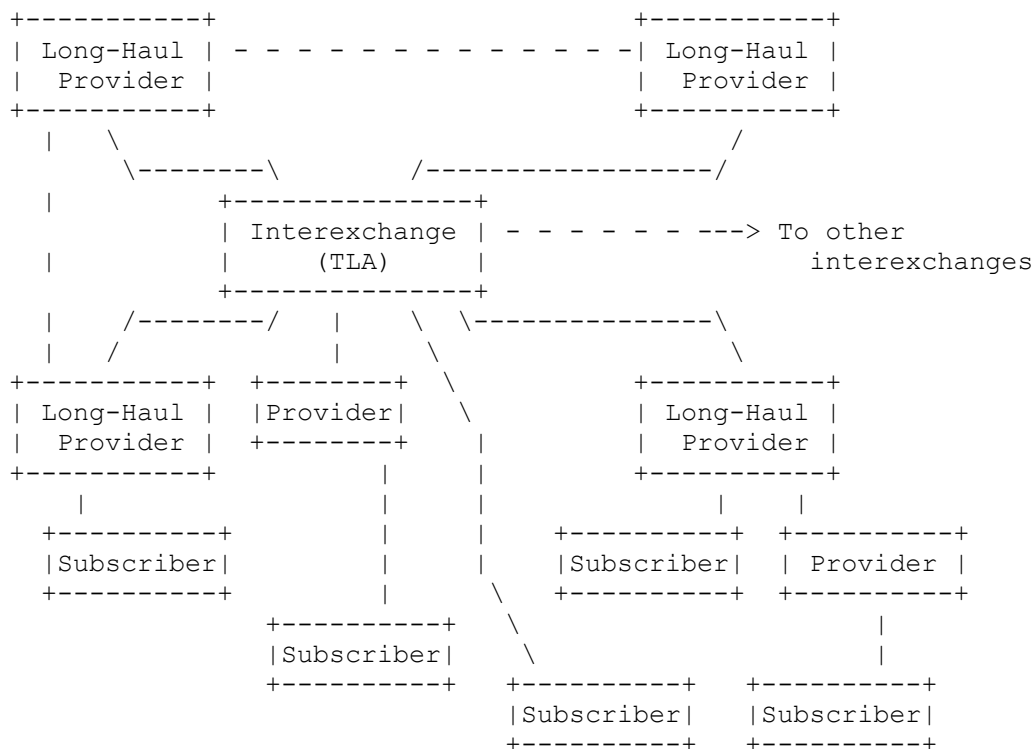 Long-Haul Long-Haul
Provider Provider
Interexchange To other
(TLA) interexchanges
Long-Haul Provider Long-Haul
Provider Provider
Subscriber Subscriber Provider
Subscriber
Subscriber Subscriber